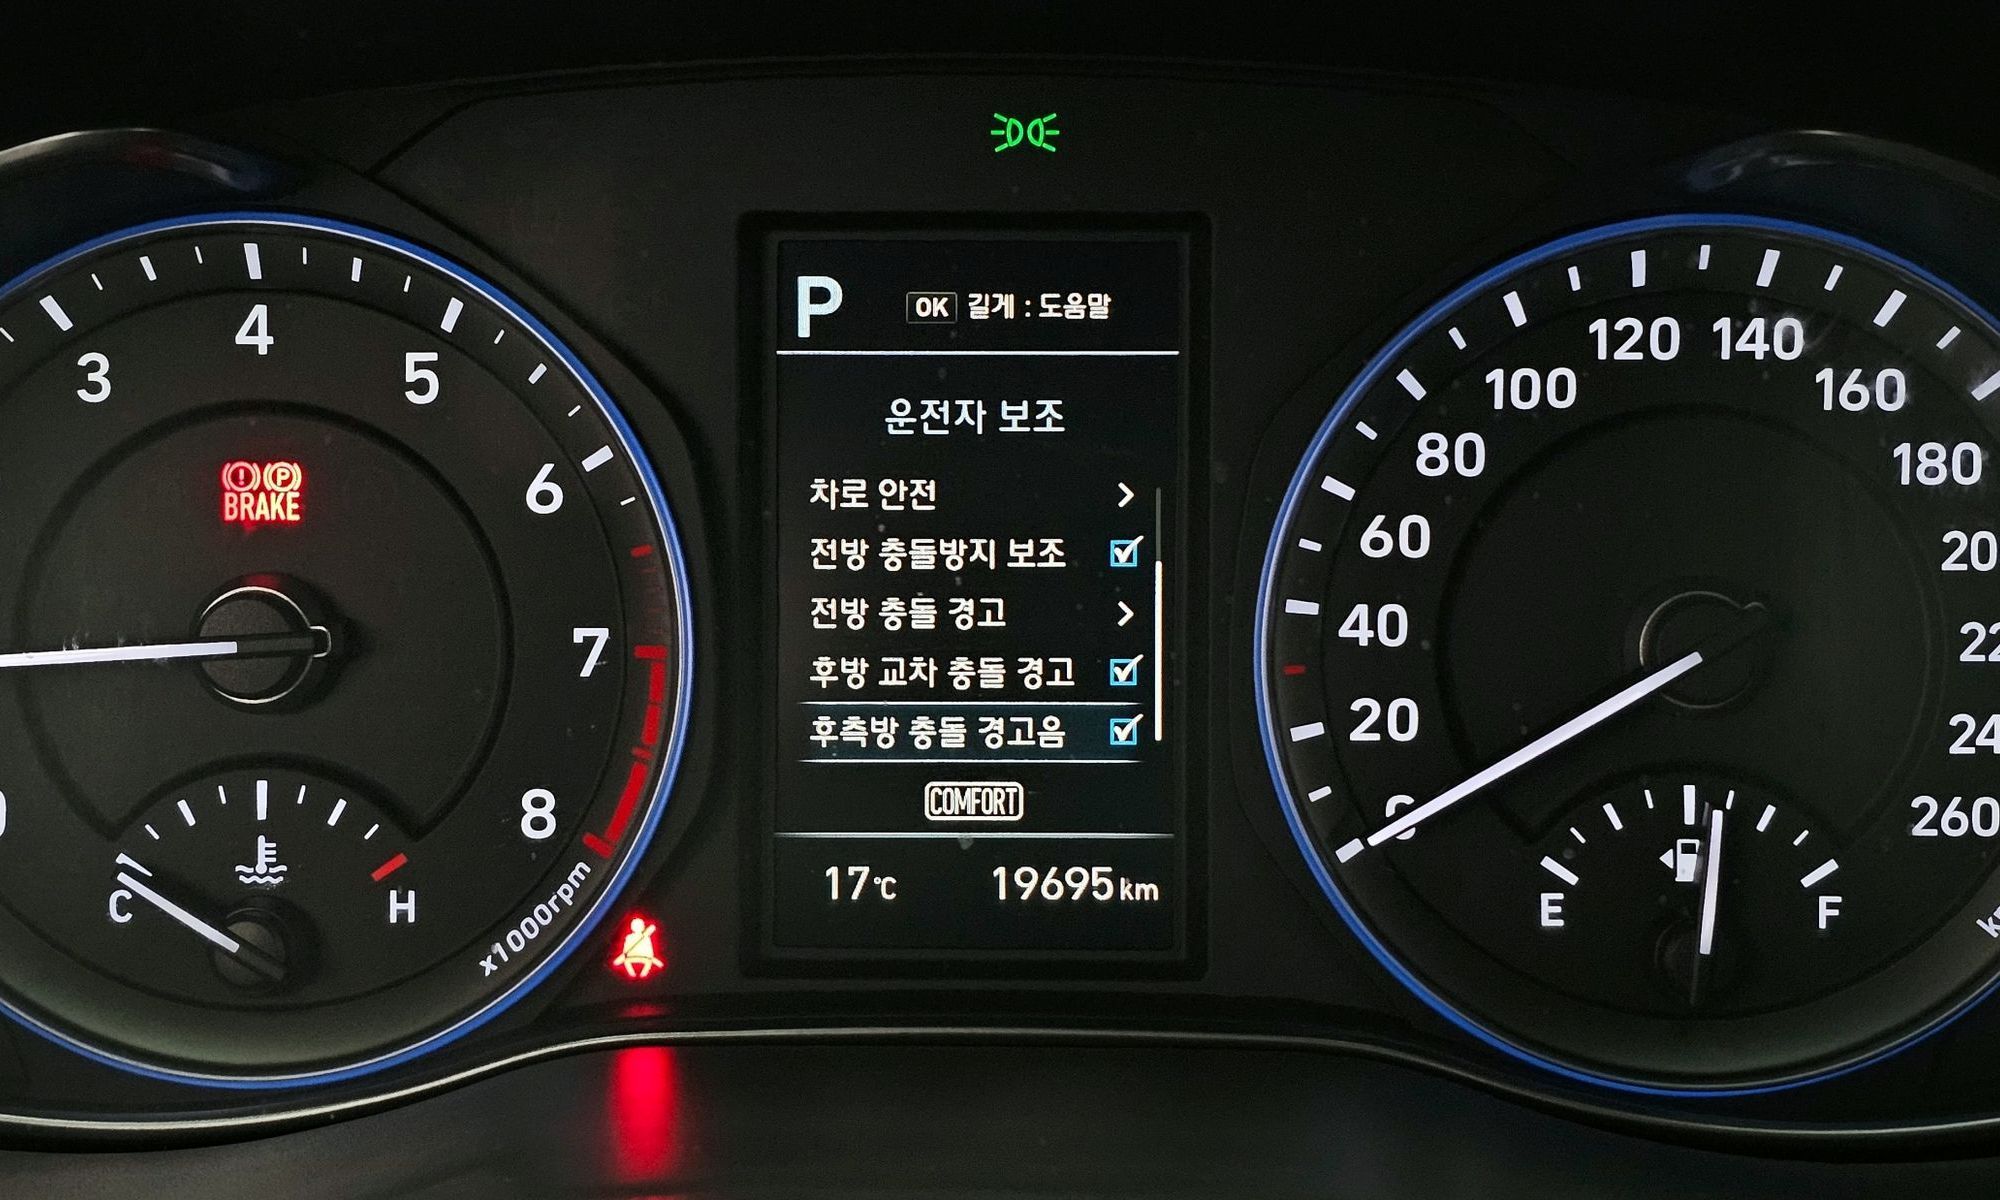 P
OK 길게 : 도움말
운전자 보조
차로 안전
전방 충돌방지 보조
전방 충돌 경고
후방 교차 충돌 경고
후측방 충돌 경고음
COMFORT
17℃ 19695 km
3 4 5 6 7 8
P
BRAKE
C H
x1000rpm
0 20 40 60 80 100 120 140 160 180
260
E F